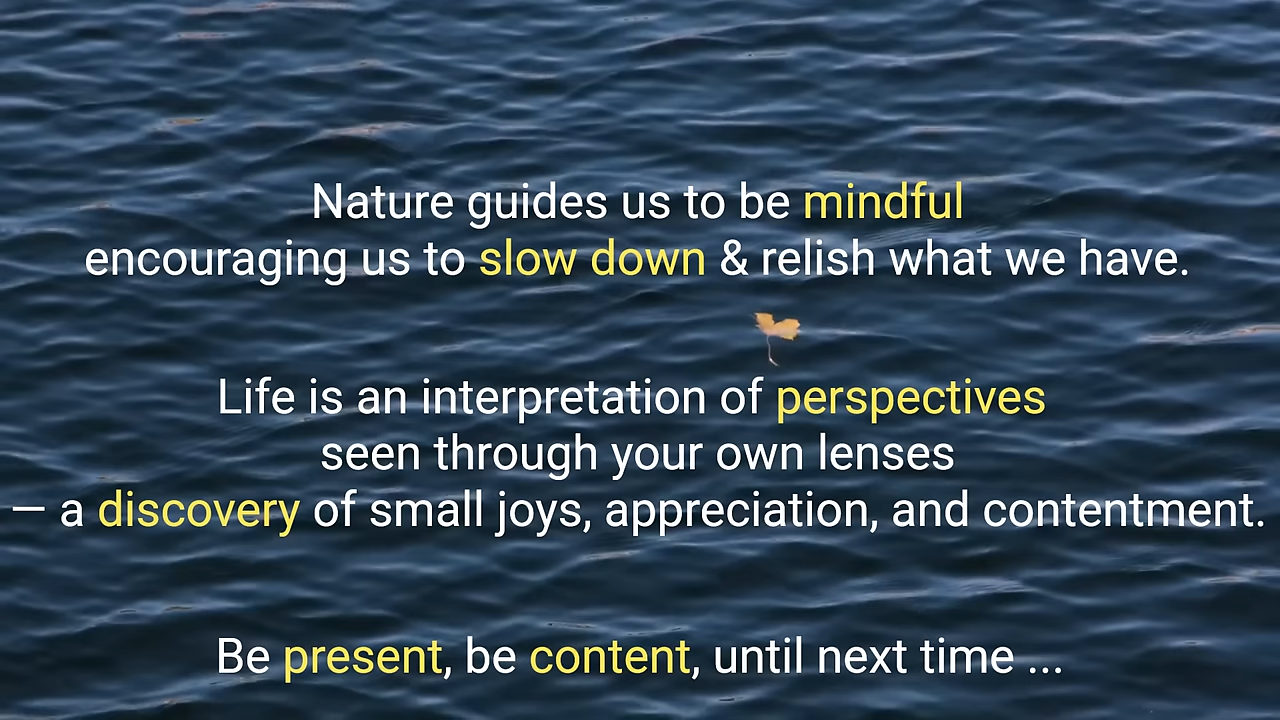 Nature guides us to be mindful
encouraging us to slow down & relish what we have.
Life is an interpretation of perspectives
seen through your own lenses
— a discovery of small joys, appreciation, and contentment.
Be present, be content, until next time ...